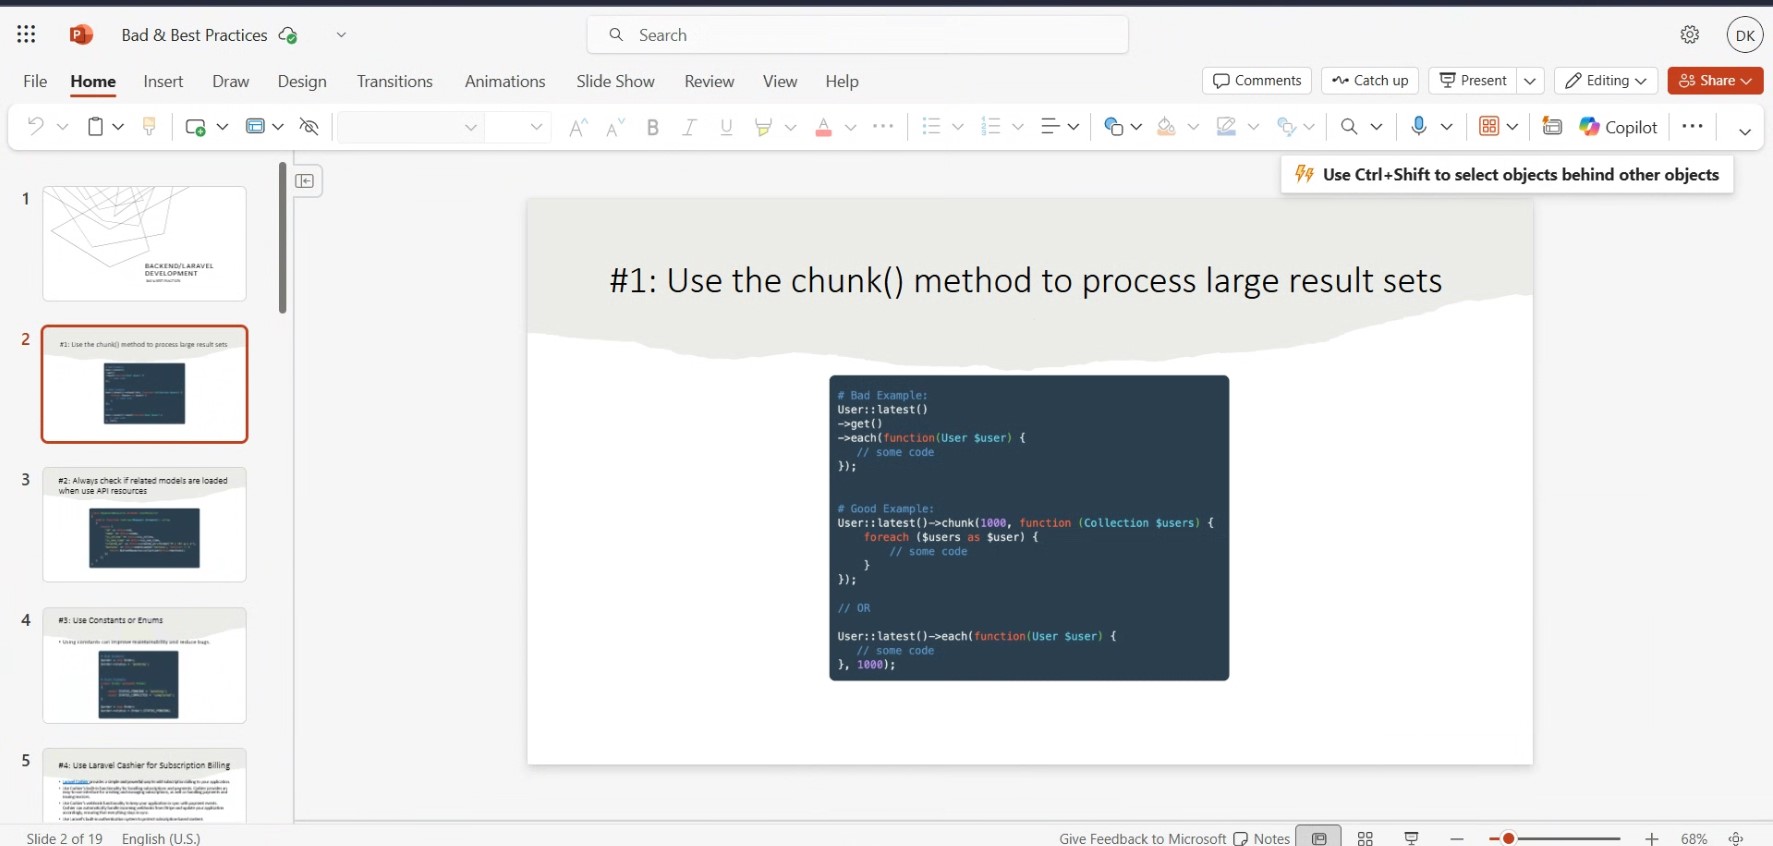 Bad & Best Practices
Search
DK
File Home Insert Draw Design Transitions Animations Slide Show Review View Help
Comments Catch up Present Editing Share
Copilot
Use Ctrl+Shift to select objects behind other objects
1
BACKEND/LARAVEL
DEVELOPMENT
2
#1: Use the chunk() method to process large result sets
3
#2: Always check if related models are loaded
when use API resources
4
#3: Use Constants or Enums
• Using constants can improve maintainability and reduce bugs.
5
#4: Use Laravel Cashier for Subscription Billing
#1: Use the chunk() method to process large result sets
# Bad Example:
User::latest()
->get()
->each(function(User $user) {
// some code
});
# Good Example:
User::latest()->chunk(1000, function (Collection $users) {
foreach ($users as $user) {
// some code
}
});
// OR
User::latest()->each(function(User $user) {
// some code
}, 1000);
Slide 2 of 19 English (U.S.)
Give Feedback to Microsoft Notes 68%